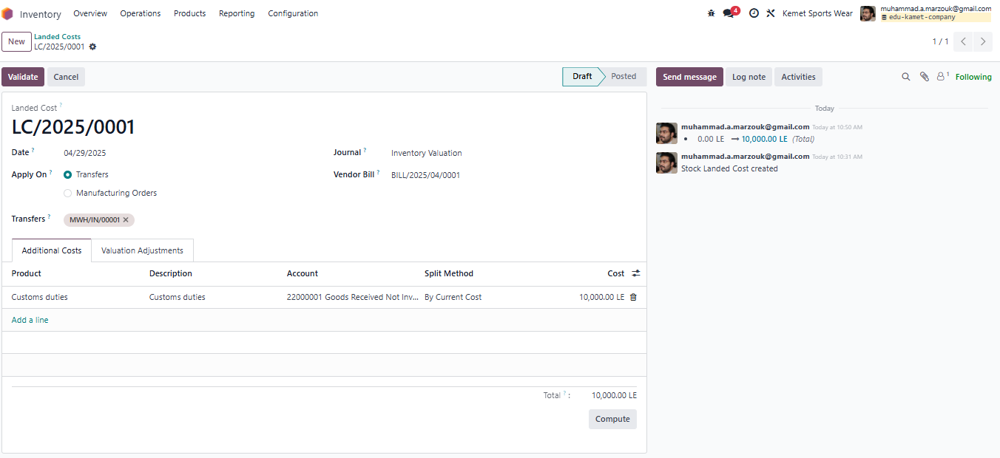 Inventory Overview Operations Products Reporting Configuration 4 Kemet Sports Wear muhammad.a.marzouk@gmail.com
edu-kamet-company
New Landed Costs 1 / 1
LC/2025/0001
Validate Cancel Draft Posted Send message Log note Activities 1 Following
Landed Cost ?
LC/2025/0001
Date ? 04/29/2025 Journal ? Inventory Valuation
Apply On ? Transfers Vendor Bill ? BILL/2025/04/0001
Manufacturing Orders
Transfers ? MWH/IN/00001 ×
Additional Costs Valuation Adjustments
Product Description Account Split Method Cost
Customs duties Customs duties 22000001 Goods Received Not Inv... By Current Cost 10,000.00 LE
Add a line
Total ? : 10,000.00 LE
Compute
Today
muhammad.a.marzouk@gmail.com Today at 10:50 AM
• 0.00 LE → 10,000.00 LE (Total)
muhammad.a.marzouk@gmail.com Today at 10:31 AM
Stock Landed Cost created